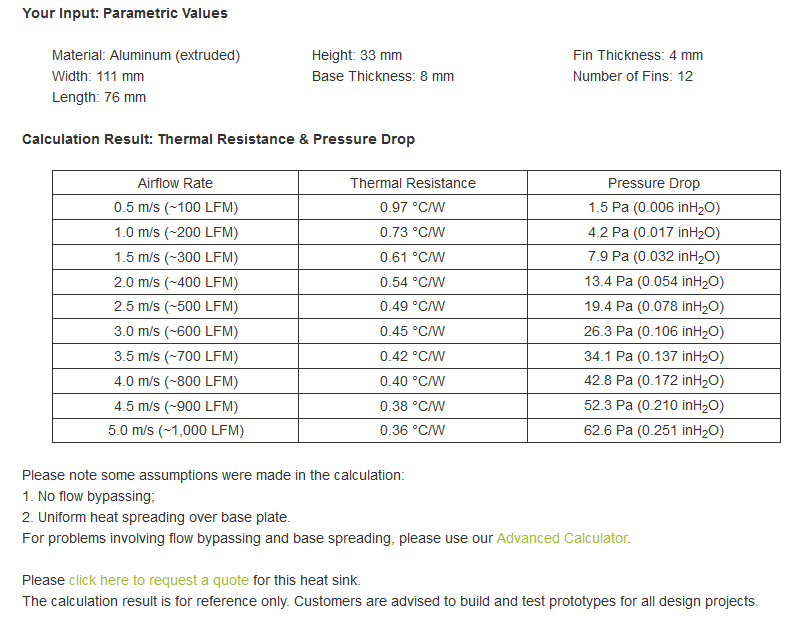 Your Input: Parametric Values
Material: Aluminum (extruded) Height: 33 mm Fin Thickness: 4 mm
Width: 111 mm Base Thickness: 8 mm Number of Fins: 12
Length: 76 mm
Calculation Result: Thermal Resistance & Pressure Drop
Airflow Rate Thermal Resistance Pressure Drop
0.5 m/s (~100 LFM) 0.97 °C/W 1.5 Pa (0.006 inH₂O)
1.0 m/s (~200 LFM) 0.73 °C/W 4.2 Pa (0.017 inH₂O)
1.5 m/s (~300 LFM) 0.61 °C/W 7.9 Pa (0.032 inH₂O)
2.0 m/s (~400 LFM) 0.54 °C/W 13.4 Pa (0.054 inH₂O)
2.5 m/s (~500 LFM) 0.49 °C/W 19.4 Pa (0.078 inH₂O)
3.0 m/s (~600 LFM) 0.45 °C/W 26.3 Pa (0.106 inH₂O)
3.5 m/s (~700 LFM) 0.42 °C/W 34.1 Pa (0.137 inH₂O)
4.0 m/s (~800 LFM) 0.40 °C/W 42.8 Pa (0.172 inH₂O)
4.5 m/s (~900 LFM) 0.38 °C/W 52.3 Pa (0.210 inH₂O)
5.0 m/s (~1,000 LFM) 0.36 °C/W 62.6 Pa (0.251 inH₂O)
Please note some assumptions were made in the calculation:
1. No flow bypassing;
2. Uniform heat spreading over base plate.
For problems involving flow bypassing and base spreading, please use our Advanced Calculator.
Please click here to request a quote for this heat sink.
The calculation result is for reference only. Customers are advised to build and test prototypes for all design projects.